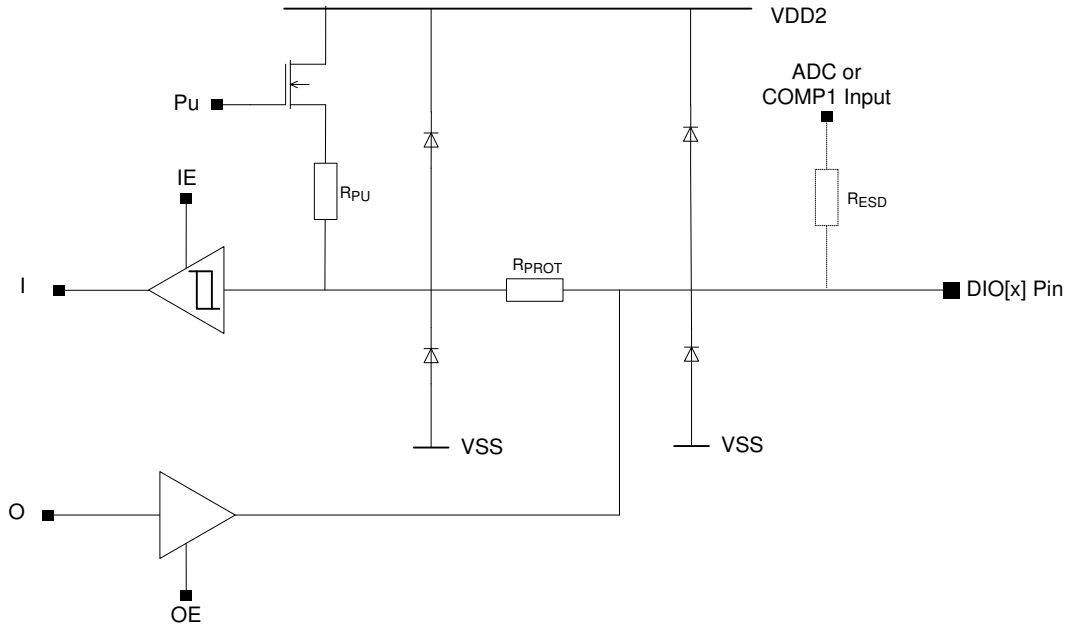 VDD2
ADC or
COMP1 Input
Pu
IE
RPU
RESD
RPROT
I
DIO[x] Pin
VSS
VSS
O
OE